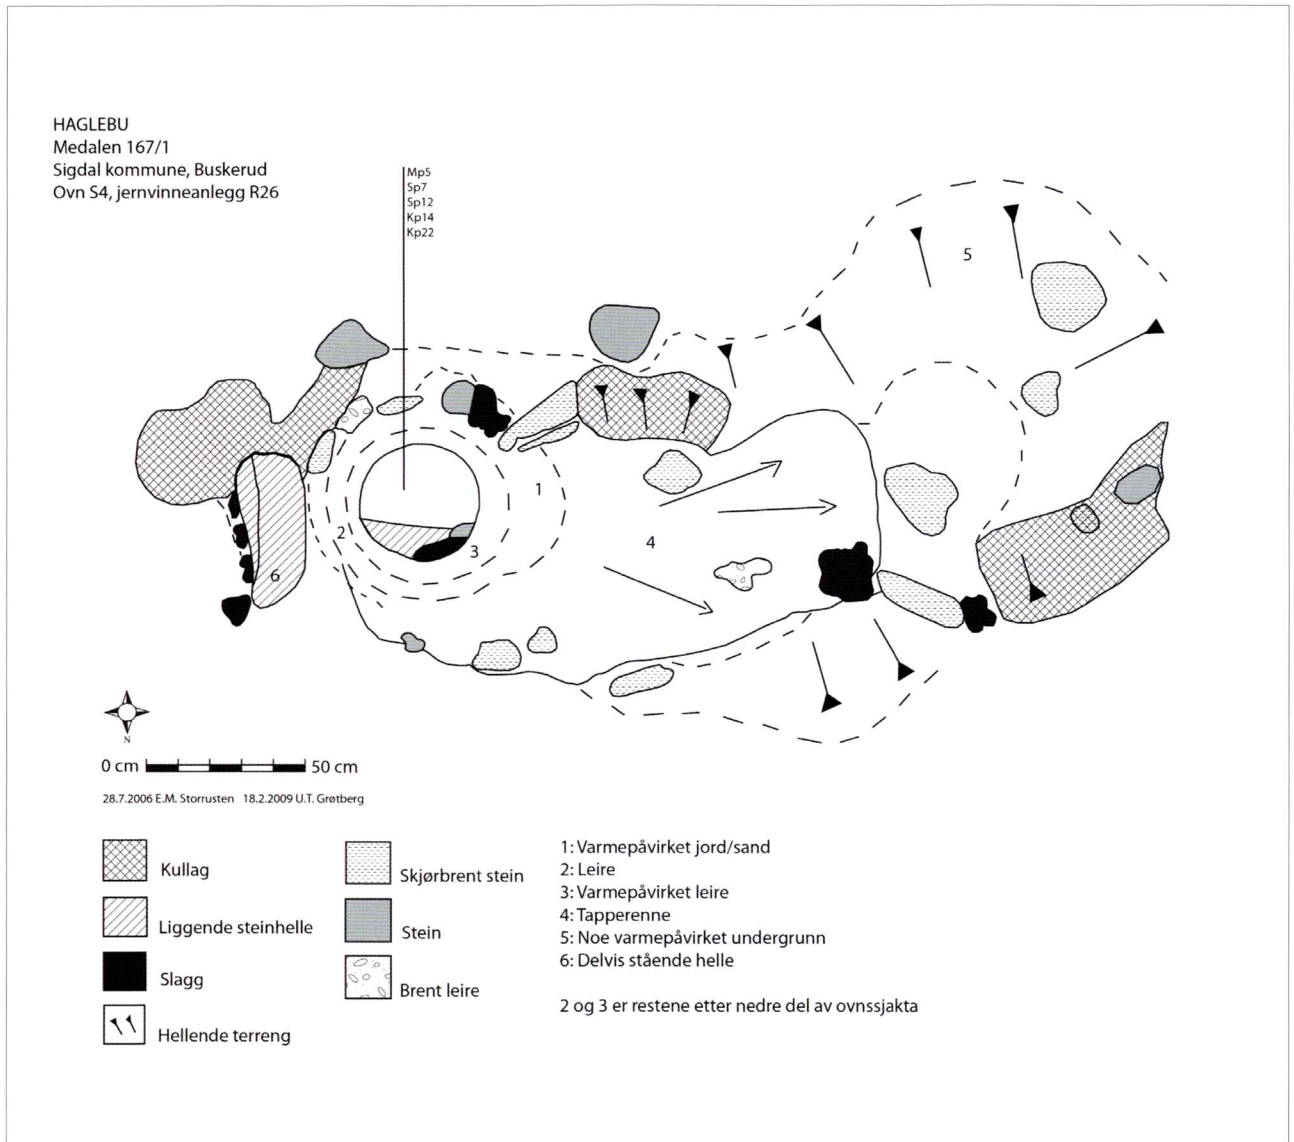 HAGLEBU
Medalen 167/1
Sigdal kommune, Buskerud
Ovn S4, jernvinneanlegg R26
Mp5
Sp7
Sp12
Kp14
Kp22
5
1
2
3
4
6
N
0 cm 50 cm
28.7.2006 E.M. Storrusten 18.2.2009 U.T. Grøtberg
Kullag
Liggende steinhelle
Slagg
Hellende terreng
Skjørbrent stein
Stein
Brent leire
1: Varmepåvirket jord/sand
2: Leire
3: Varmepåvirket leire
4: Tapperenne
5: Noe varmepåvirket undergrunn
6: Delvis stående helle
2 og 3 er restene etter nedre del av ovnssjakta